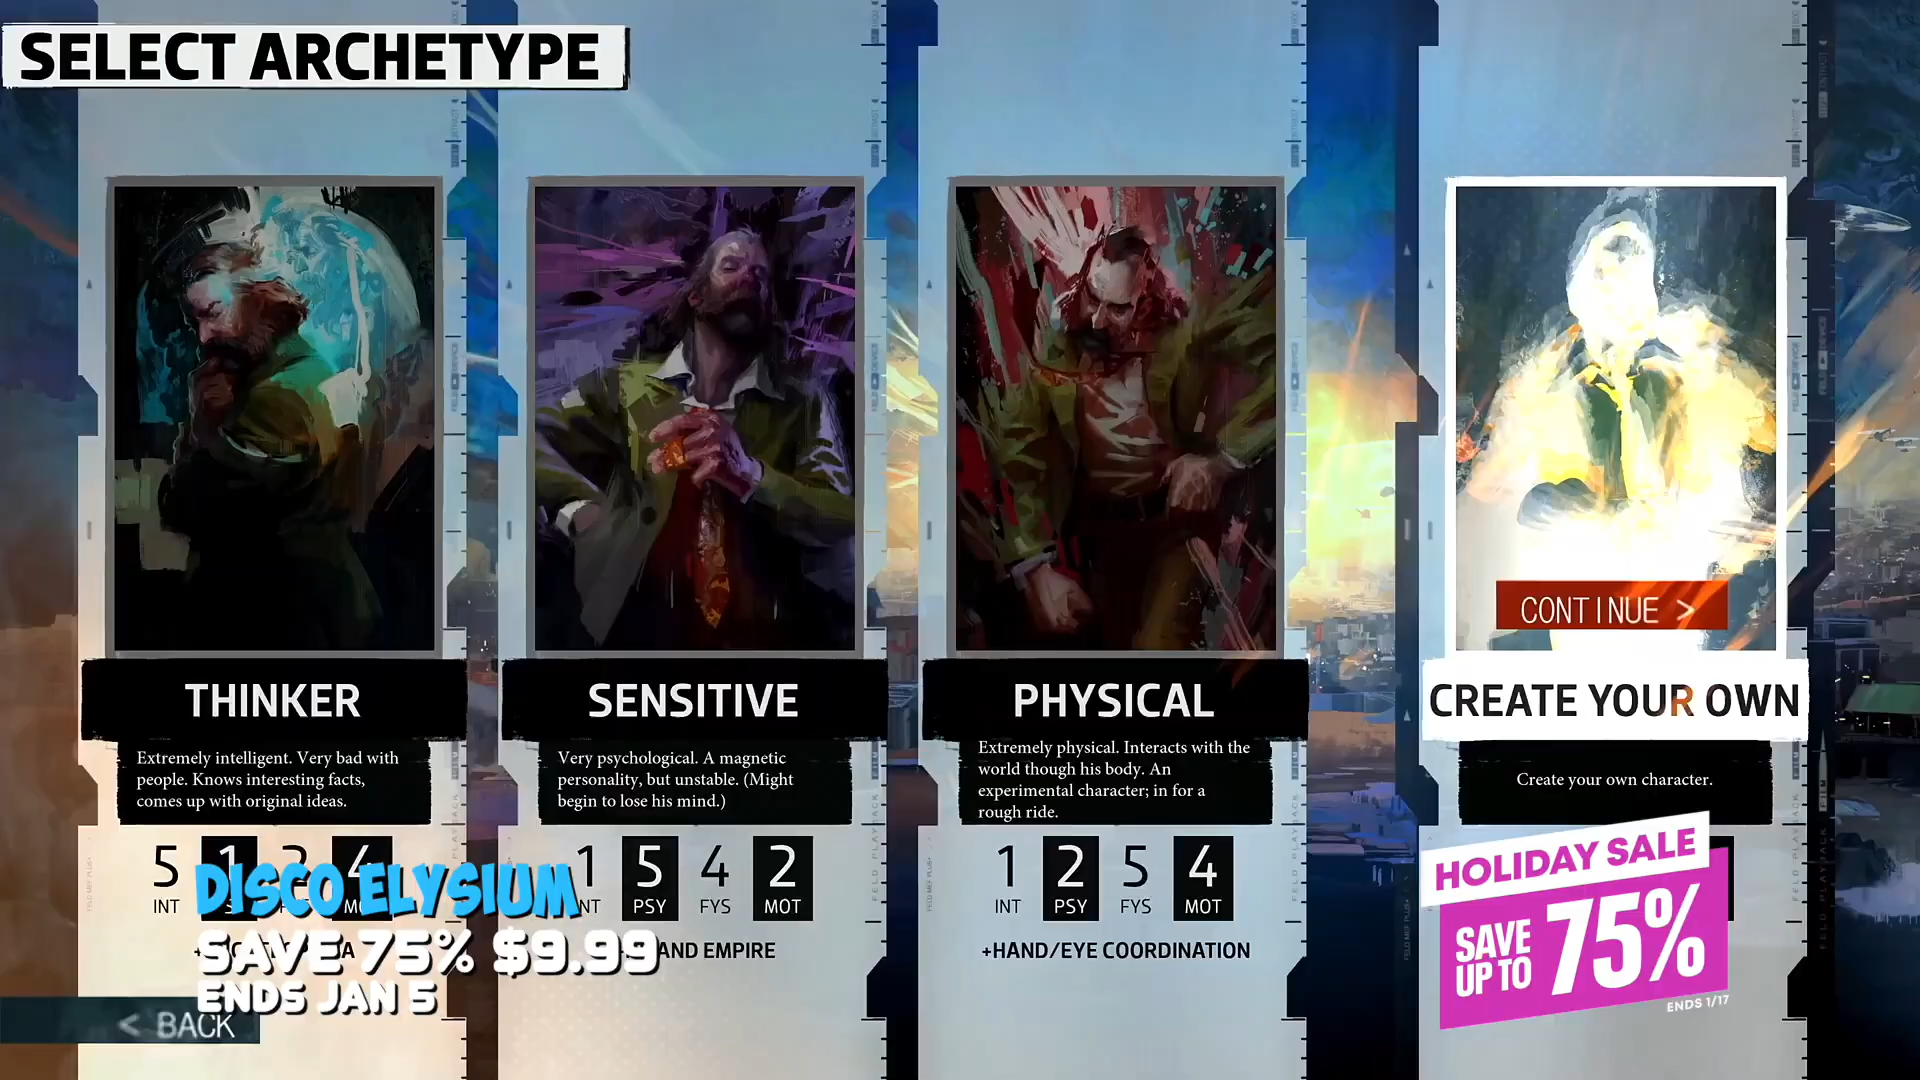 SELECT ARCHETYPE
CONTINUE >
THINKER
SENSITIVE
PHYSICAL
CREATE YOUR OWN
Extremely intelligent. Very bad with
people. Knows interesting facts,
comes up with original ideas.
Very psychological. A magnetic
personality, but unstable. (Might
begin to lose his mind.)
Extremely physical. Interacts with the
world though his body. An
experimental character; in for a
rough ride.
Create your own character.
5 1 4
INT
1 5 4 2
INT PSY FYS MOT
1 2 5 4
INT PSY FYS MOT
AND EMPIRE
+HAND/EYE COORDINATION
DISCO ELYSIUM
SAVE 75% $9.99
ENDS JAN 5
< BACK
HOLIDAY SALE
SAVE
UP TO
75%
ENDS 1/17